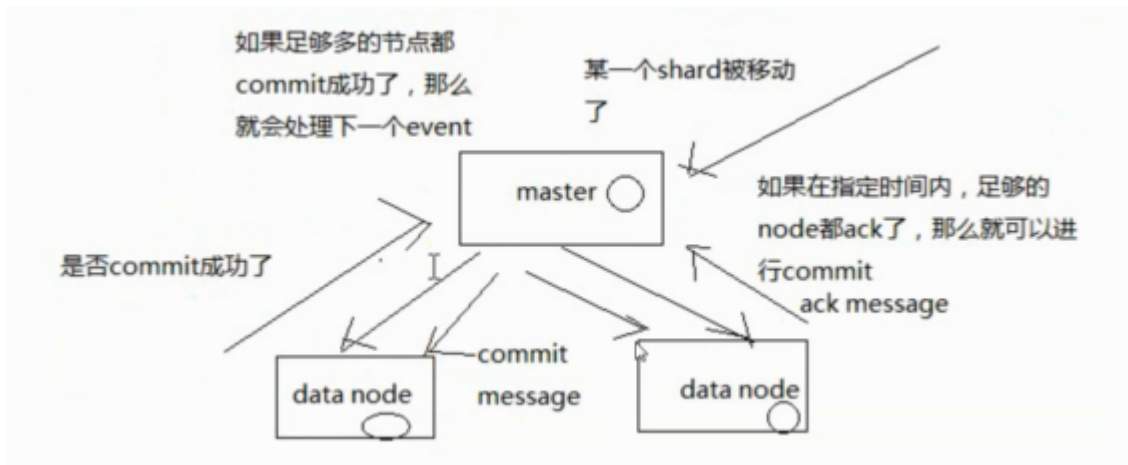 如果足够多的节点都
commit成功了，那么
就会处理下一个event
某一个shard被移动
了
master
如果在指定时间内，足够的
node都ack了，那么就可以进
行commit
ack message
是否commit成功了
commit
message
data node
data node